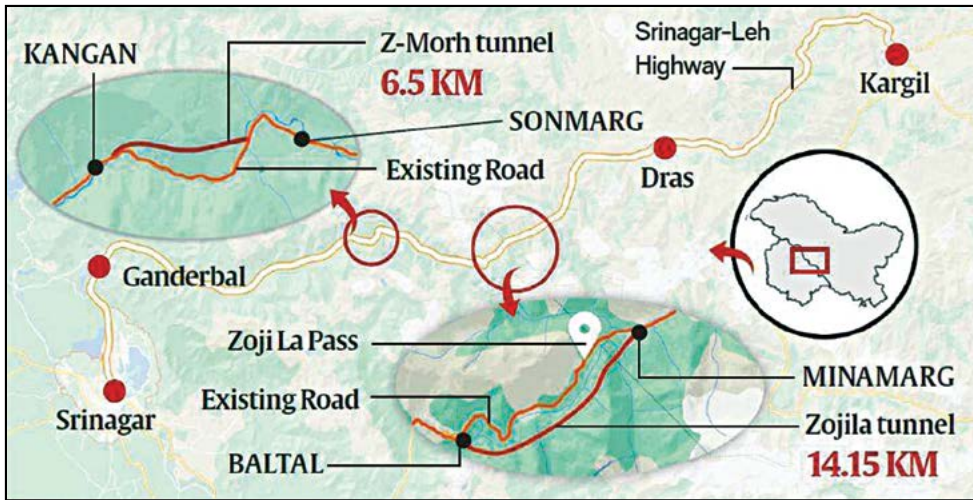 KANGAN
Z-Morh tunnel
6.5 KM
SONMARG
Existing Road
Srinagar-Leh
Highway
Kargil
Dras
Ganderbal
Srinagar
Zoji La Pass
Existing Road
BALTAL
MINAMARG
Zojila tunnel
14.15 KM